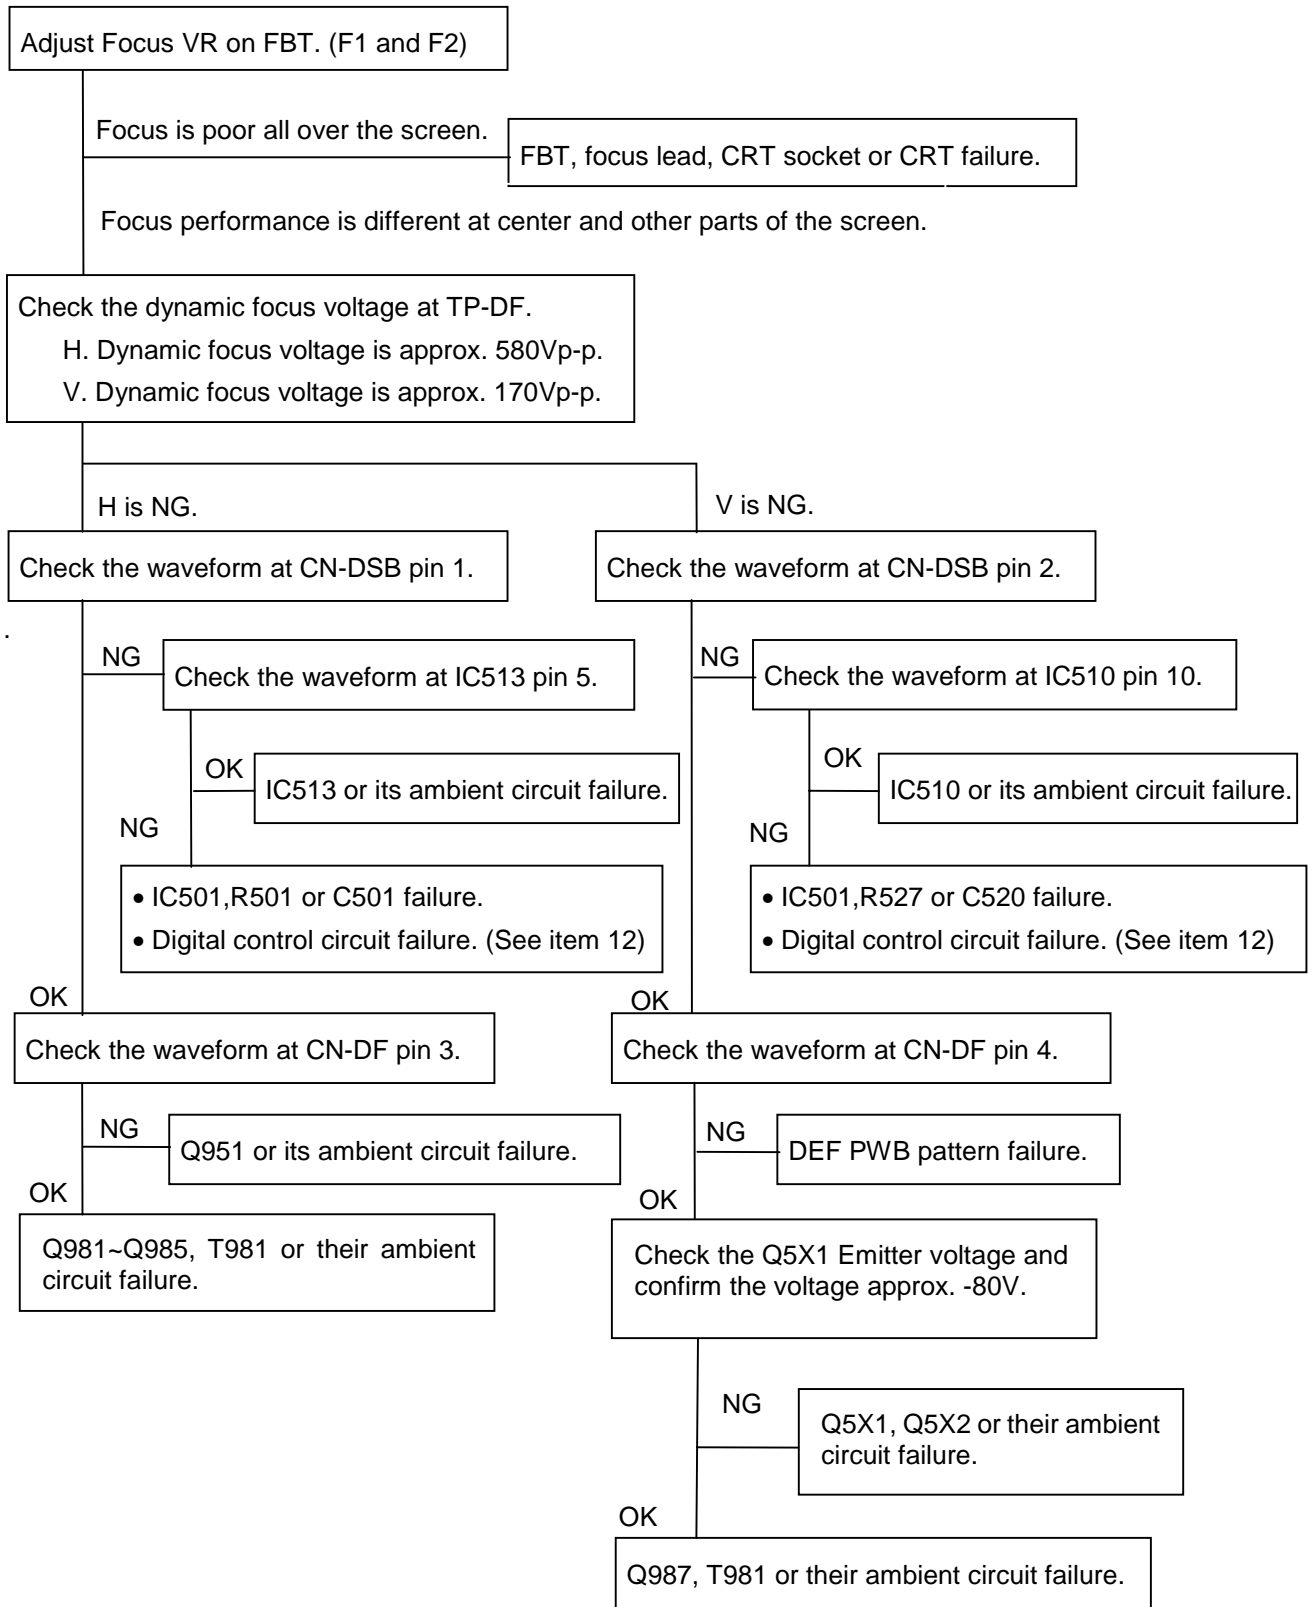 Adjust Focus VR on FBT. (F1 and F2)
Focus is poor all over the screen.
FBT, focus lead, CRT socket or CRT failure.
Focus performance is different at center and other parts of the screen.
Check the dynamic focus voltage at TP-DF.
H. Dynamic focus voltage is approx. 580Vp-p.
V. Dynamic focus voltage is approx. 170Vp-p.
H is NG.
V is NG.
Check the waveform at CN-DSB pin 1.
Check the waveform at CN-DSB pin 2.
.
NG
Check the waveform at IC513 pin 5.
NG
Check the waveform at IC510 pin 10.
OK
IC513 or its ambient circuit failure.
OK
IC510 or its ambient circuit failure.
NG
NG
• IC501,R501 or C501 failure.
• Digital control circuit failure. (See item 12)
• IC501,R527 or C520 failure.
• Digital control circuit failure. (See item 12)
OK
OK
Check the waveform at CN-DF pin 3.
Check the waveform at CN-DF pin 4.
NG
Q951 or its ambient circuit failure.
NG
DEF PWB pattern failure.
OK
OK
Q981~Q985, T981 or their ambient
circuit failure.
Check the Q5X1 Emitter voltage and
confirm the voltage approx. -80V.
NG
Q5X1, Q5X2 or their ambient
circuit failure.
OK
Q987, T981 or their ambient circuit failure.